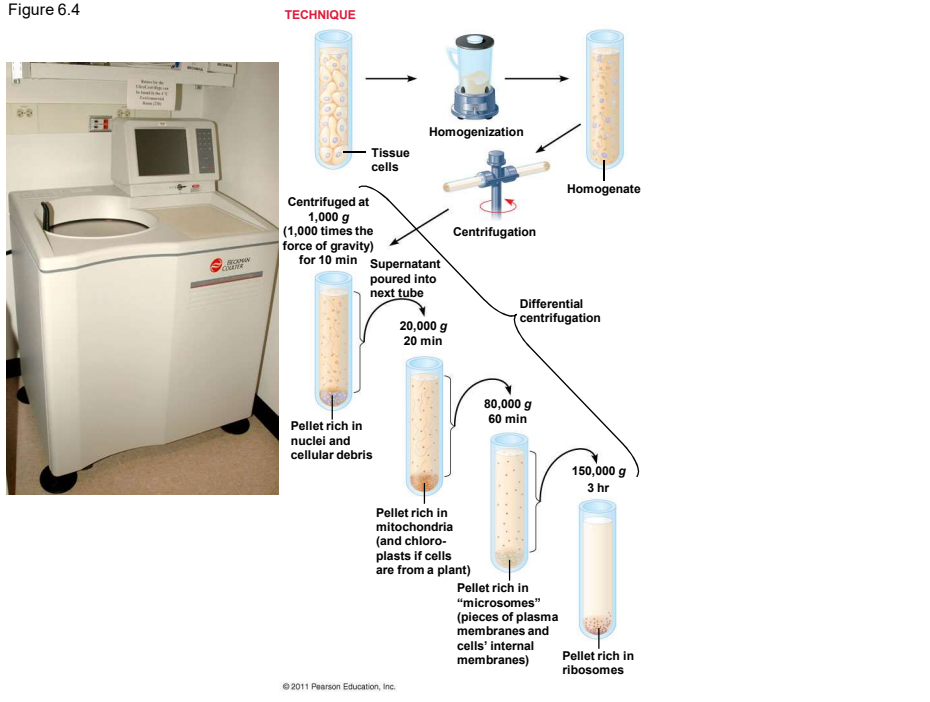 Figure 6.4
TECHNIQUE
Homogenization
Tissue
cells
Homogenate
Centrifuged at
1,000 g
(1,000 times the
force of gravity)
for 10 min
Centrifugation
Supernatant
poured into
next tube
Differential
centrifugation
20,000 g
20 min
80,000 g
60 min
Pellet rich in
nuclei and
cellular debris
150,000 g
3 hr
Pellet rich in
mitochondria
(and chloro-
plasts if cells
are from a plant)
Pellet rich in
“microsomes”
(pieces of plasma
membranes and
cells’ internal
membranes)
Pellet rich in
ribosomes
BECKMAN
COULTER
© 2011 Pearson Education, Inc.